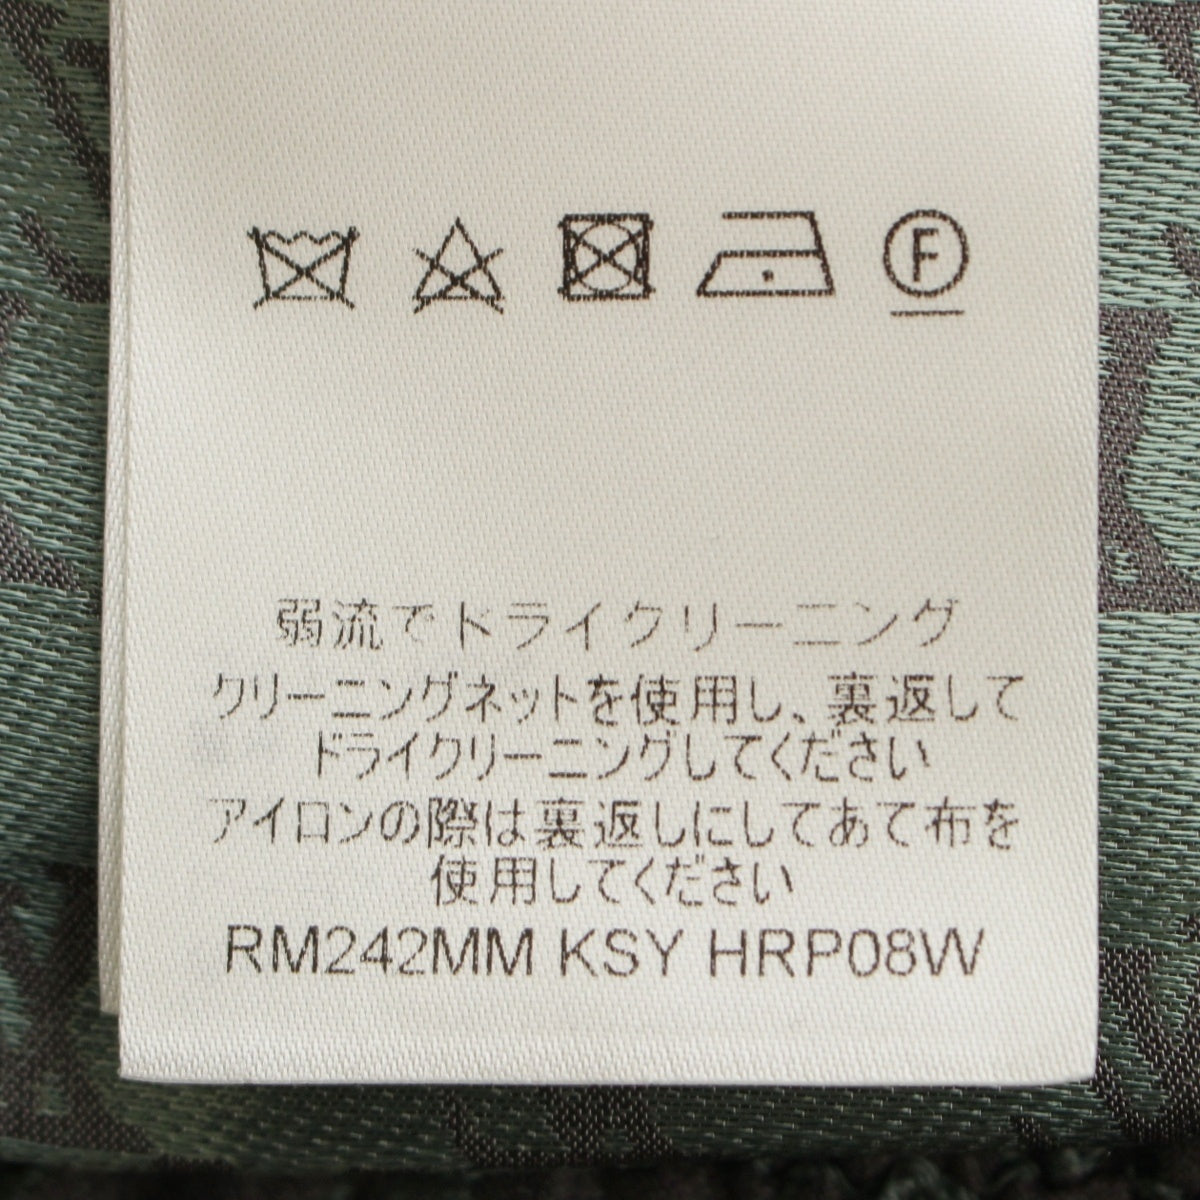 F
弱流でドライクリーニング
クリーニングネットを使用し、裏返して
ドライクリーニングしてください
アイロンの際は裏返しにしてあて布を
使用してください
RM242MM KSY HRP08W